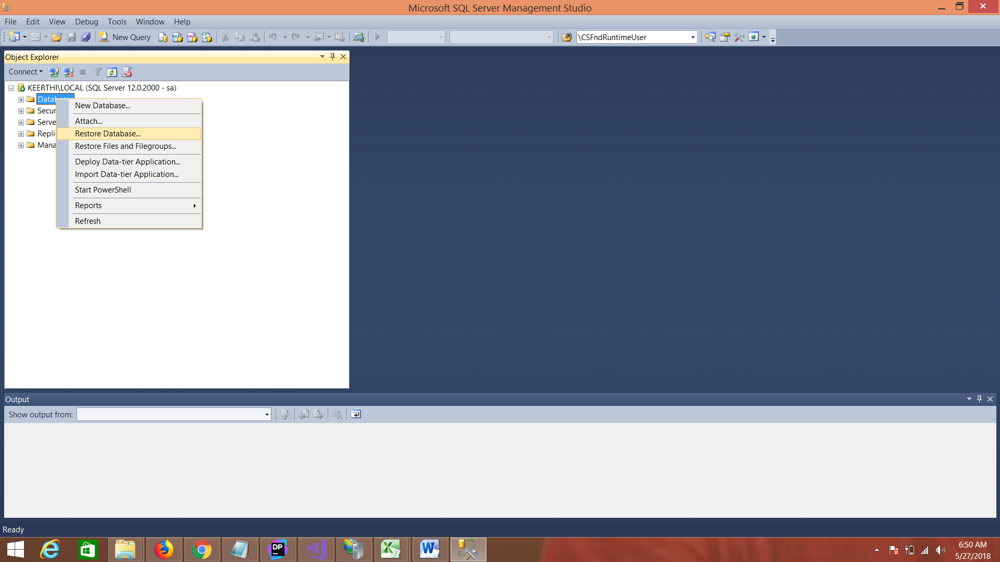 Microsoft SQL Server Management Studio
File Edit View Debug Tools Window Help
New Query
\CSFndRuntimeUser
Object Explorer
Connect
KEERTHI\LOCAL (SQL Server 12.0.2000 - sa)
New Database...
Attach...
Restore Database...
Restore Files and Filegroups...
Deploy Data-tier Application...
Import Data-tier Application...
Start PowerShell
Reports
Refresh
Secur
Serve
Repli
Mana
Output
Show output from:
Ready
DP
6:50 AM
5/27/2018